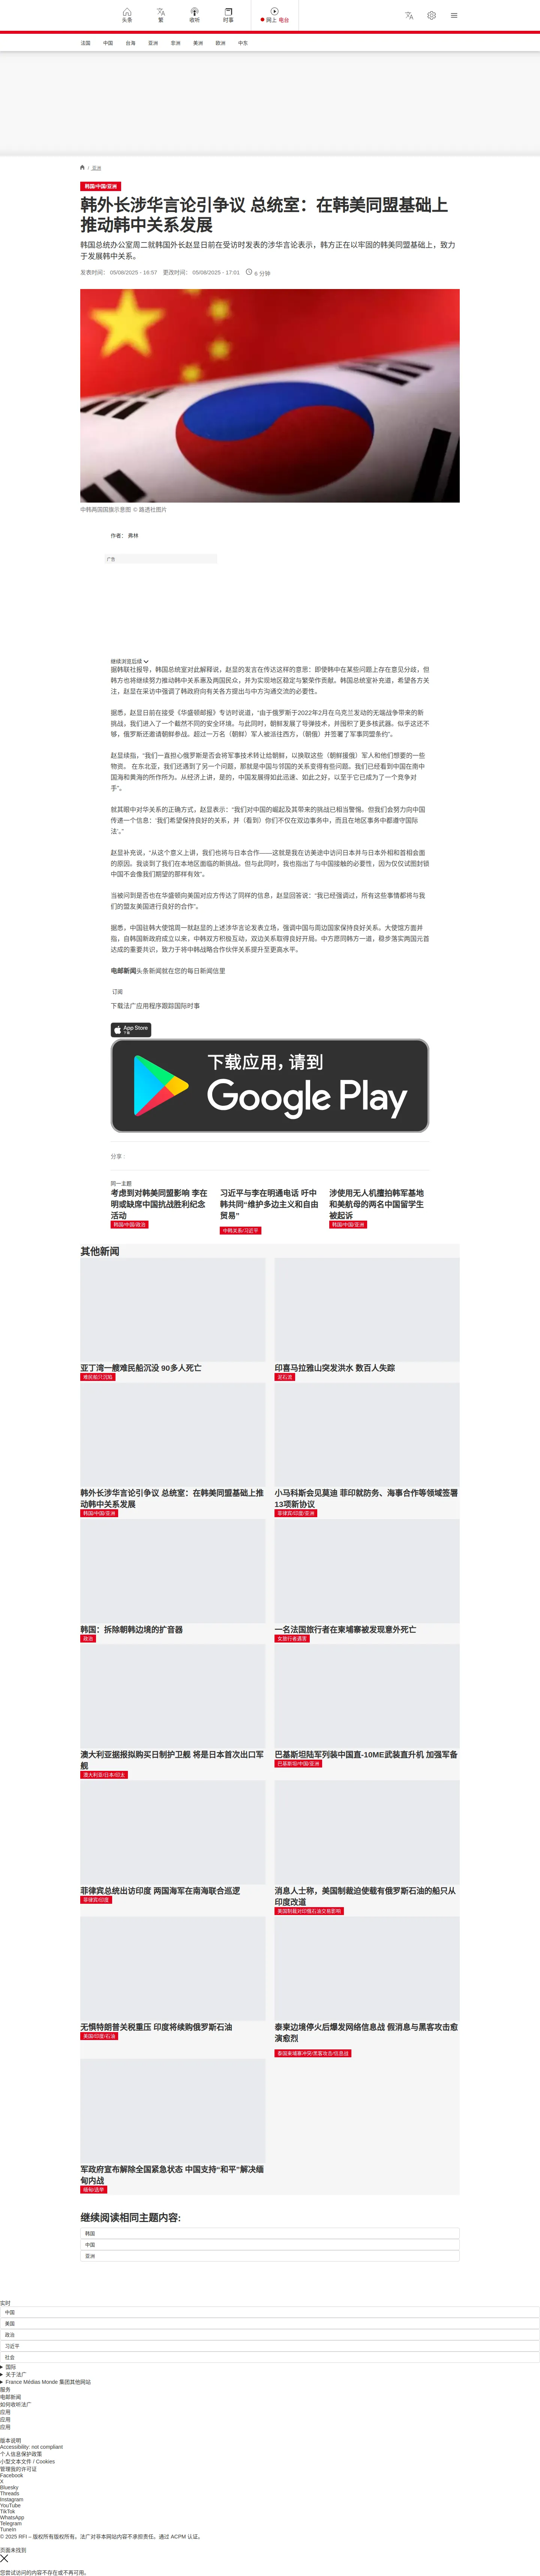 头条
繁
收听
时事
网上 电台
法国
中国
台海
亚洲
非洲
美洲
欧洲
中东
亚洲
韩国/中国/亚洲
韩外长涉华言论引争议 总统室：在韩美同盟基础上
推动韩中关系发展
韩国总统办公室周二就韩国外长赵显日前在受访时发表的涉华言论表示，韩方正在以牢固的韩美同盟基础上，致力
于发展韩中关系。
发表时间： 05/08/2025 - 16:57 更改时间： 05/08/2025 - 17:01 6 分钟
中韩两国国旗示意图 © 路透社图片
作者： 弗林
广告
继续浏览后续
据韩联社报导，韩国总统室对此解释说，赵显的发言在传达这样的意思：即使韩中在某些问题上存在意见分歧，但
韩方也将继续努力推动韩中关系惠及两国民众，并为实现地区稳定与繁荣作贡献。韩国总统室补充道，希望各方关
注，赵显在采访中强调了韩政府向有关各方提出与中方沟通交流的必要性。
据悉，赵显日前在接受《华盛顿邮报》专访时说道，“由于俄罗斯于2022年2月在乌克兰发动的无端战争带来的新
挑战，我们进入了一个截然不同的安全环境。与此同时，朝鲜发展了导弹技术，并囤积了更多核武器。似乎这还不
够，俄罗斯还邀请朝鲜参战。超过一万名（朝鲜）军人被派往西方。（朝俄）并签署了军事同盟条约”。
赵显续指，“我们一直担心俄罗斯是否会将军事技术转让给朝鲜，以换取这些（朝鲜援俄）军人和他们想要的一些
物资。 在东北亚，我们还遇到了另一个问题，那就是中国与邻国的关系变得有些问题。我们已经看到中国在南中
国海和黄海的所作所为。从经济上讲，是的，中国发展得如此迅速、如此之好，以至于它已成为了一个竞争对
手”。
就其眼中对华关系的正确方式，赵显表示：“我们对中国的崛起及其带来的挑战已相当警惕。但我们会努力向中国
传递一个信息：‘我们希望保持良好的关系，并（看到）你们不仅在双边事务中，而且在地区事务中都遵守国际
法’。”
赵显补充说，“从这个意义上讲，我们也将与日本合作——这就是我在访美途中访问日本并与日本外相和首相会面
的原因。我谈到了我们在本地区面临的新挑战。但与此同时，我也指出了与中国接触的必要性，因为仅仅试图封锁
中国不会像我们期望的那样有效”。
当被问到是否也在华盛顿向美国对应方传达了同样的信息，赵显回答说：“我已经强调过，所有这些事情都将与我
们的盟友美国进行良好的合作”。
据悉，中国驻韩大使馆周一就赵显的上述涉华言论发表立场，强调中国与周边国家保持良好关系。大使馆方面并
指，自韩国新政府成立以来，中韩双方积极互动，双边关系取得良好开局。中方愿同韩方一道，稳步落实两国元首
达成的重要共识，致力于将中韩战略合作伙伴关系提升至更高水平。
电邮新闻头条新闻就在您的每日新闻信里
订阅
下载法广应用程序跟踪国际时事
App Store
下载
下载应用，请到
Google Play
分享 :
同一主题
考虑到对韩美同盟影响 李在
明或缺席中国抗战胜利纪念
活动
韩国/中国/政治
习近平与李在明通电话 吁中
韩共同“维护多边主义和自由
贸易”
中韩关系/习近平
涉使用无人机擅拍韩军基地
和美航母的两名中国留学生
被起诉
韩国/中国/亚洲
其他新闻
亚丁湾一艘难民船沉没 90多人死亡
难民船只沉船
印喜马拉雅山突发洪水 数百人失踪
泥石流
韩外长涉华言论引争议 总统室：在韩美同盟基础上推
动韩中关系发展
韩国/中国/亚洲
小马科斯会见莫迪 菲印就防务、海事合作等领域签署
13项新协议
菲律宾/印度/亚洲
韩国：拆除朝韩边境的扩音器
政治
一名法国旅行者在柬埔寨被发现意外死亡
女旅行者遇害
澳大利亚据报拟购买日制护卫舰 将是日本首次出口军
舰
澳大利亚/日本/印太
巴基斯坦陆军列装中国直-10ME武装直升机 加强军备
巴基斯坦/中国/亚洲
菲律宾总统出访印度 两国海军在南海联合巡逻
菲律宾/印度
消息人士称，美国制裁迫使载有俄罗斯石油的船只从
印度改道
美国制裁对印俄石油交易影响
无惧特朗普关税重压 印度将续购俄罗斯石油
美国/印度/石油
泰柬边境停火后爆发网络信息战 假消息与黑客攻击愈
演愈烈
泰国柬埔寨冲突/黑客攻击/信息战
军政府宣布解除全国紧急状态 中国支持“和平”解决缅
甸内战
缅甸/选举
继续阅读相同主题内容:
韩国
中国
亚洲
实时
中国
美国
政治
习近平
社会
国际
关于法广
France Médias Monde 集团其他网站
服务
电邮新闻
如何收听法广
应用
应用
应用
版本说明
Accessibility: not compliant
个人信息保护政策
小型文本文件 / Cookies
管理我的许可证
Facebook
X
Bluesky
Threads
Instagram
YouTube
TikTok
WhatsApp
Telegram
TuneIn
© 2025 RFI – 版权所有版权所有。法广对非本网站内容不承担责任。通过 ACPM 认证。
页面未找到
您尝试访问的内容不存在或不再可用。